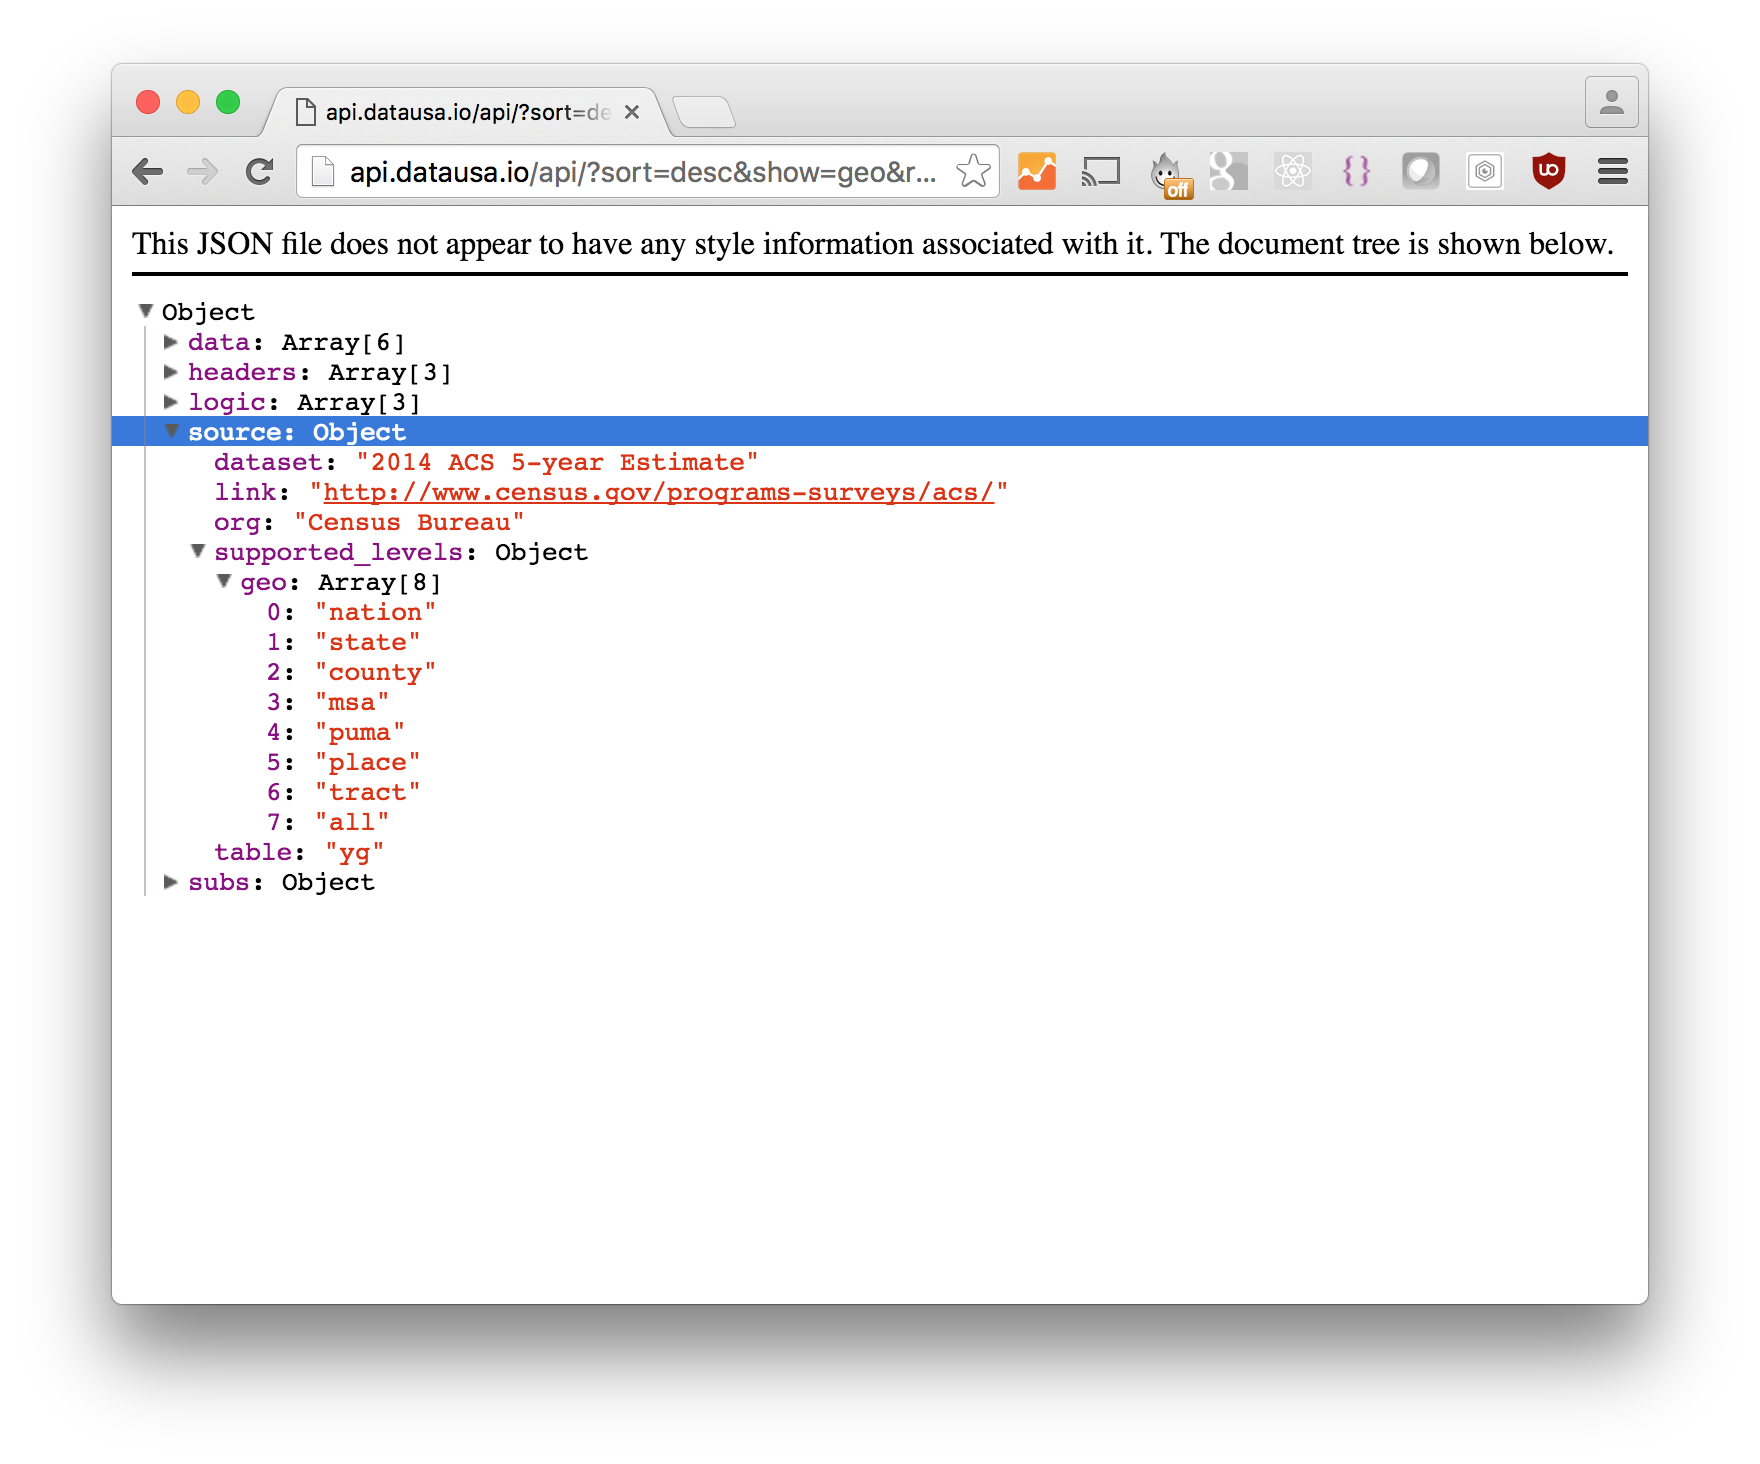 api.datausa.io/api/?sort=de
api.datausa.io/api/?sort=desc&show=geo&r...
off
UO
This JSON file does not appear to have any style information associated with it. The document tree is shown below.
Object
data: Array[6]
headers: Array[3]
logic: Array[3]
source: Object
dataset: "2014 ACS 5-year Estimate"
link: "http://www.census.gov/programs-surveys/acs/"
org: "Census Bureau"
supported_levels: Object
geo: Array[8]
0: "nation"
1: "state"
2: "county"
3: "msa"
4: "puma"
5: "place"
6: "tract"
7: "all"
table: "yg"
subs: Object